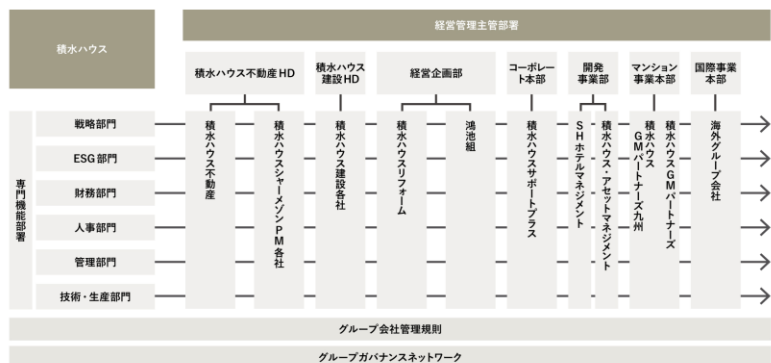 積水ハウス
経営管理主管部署
積水ハウス不動産HD
積水ハウス
建設HD
経営企画部
コーポレー
ト本部
開発
事業部
マンション
事業本部
国際事業
本部
専門機能部署
戦略部門
ESG部門
財務部門
人事部門
管理部門
技術・生産部門
積水ハウス不動産
積水ハウスシャーメゾンPM各社
積水ハウス建設各社
積水ハウスリフォーム
鴻池組
積水ハウスサポートプラス
SHホテルマネジメント
積水ハウス・アセットマネジメント
積水ハウス
GMパートナーズ九州
積水ハウスGMパートナーズ
海外グループ会社
グループ会社管理規則
グループガバナンスネットワーク